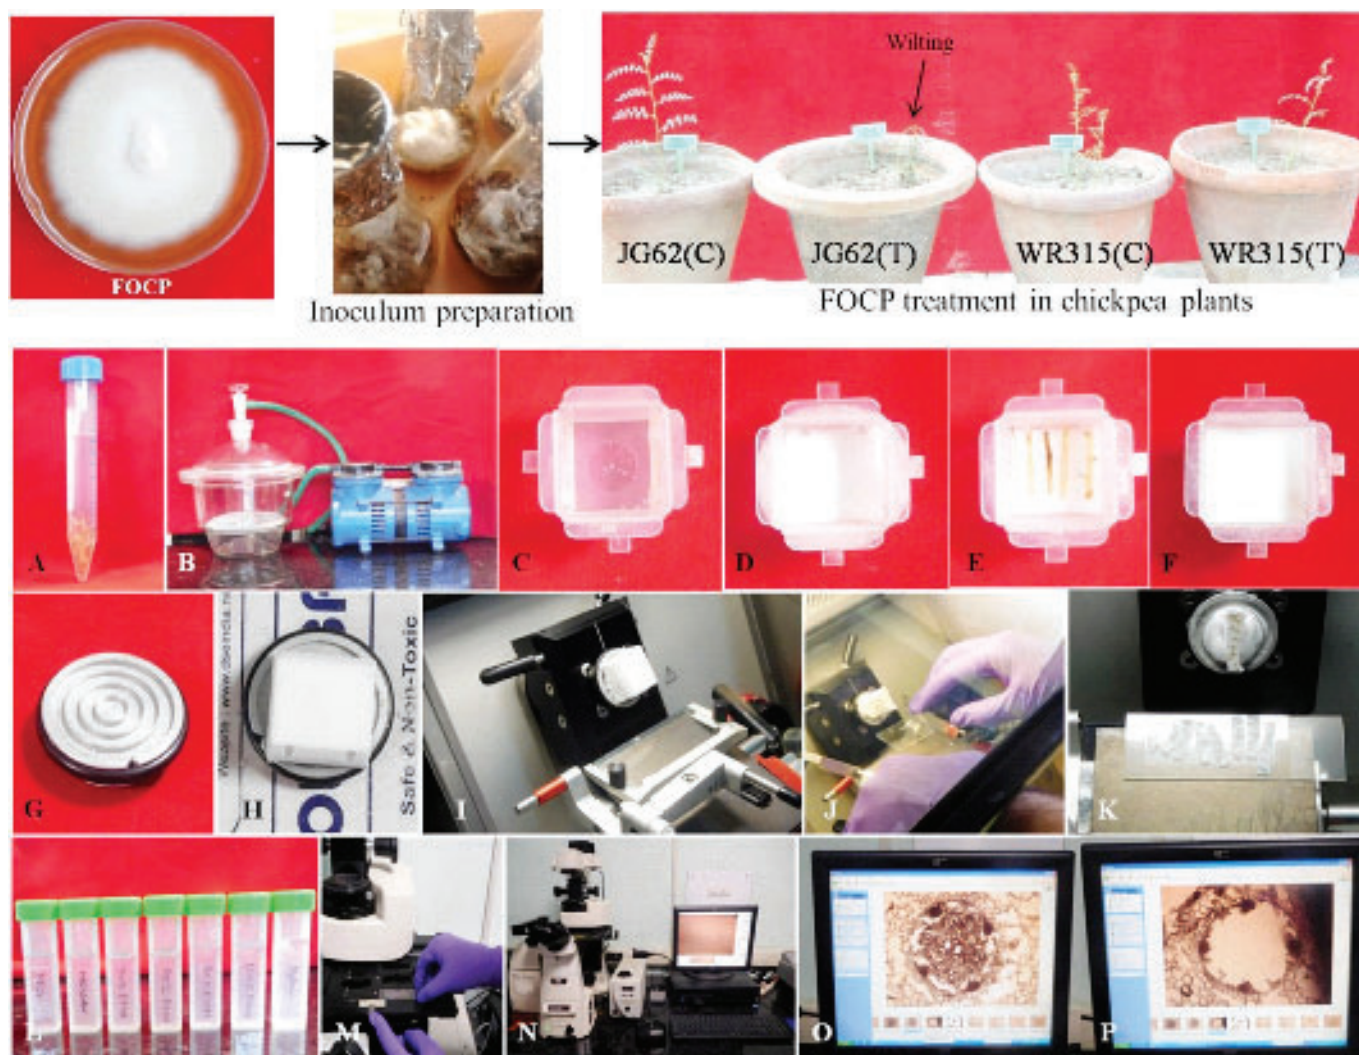 Wilting
FOCP
JG62(C)
JG62(T)
WR315(C)
WR315(T)
Inoculum preparation
FOCP treatment in chickpea plants
A
B
C
D
E
F
G
H
Safe & Non-Toxic
I
J
K
L
M
N
O
P